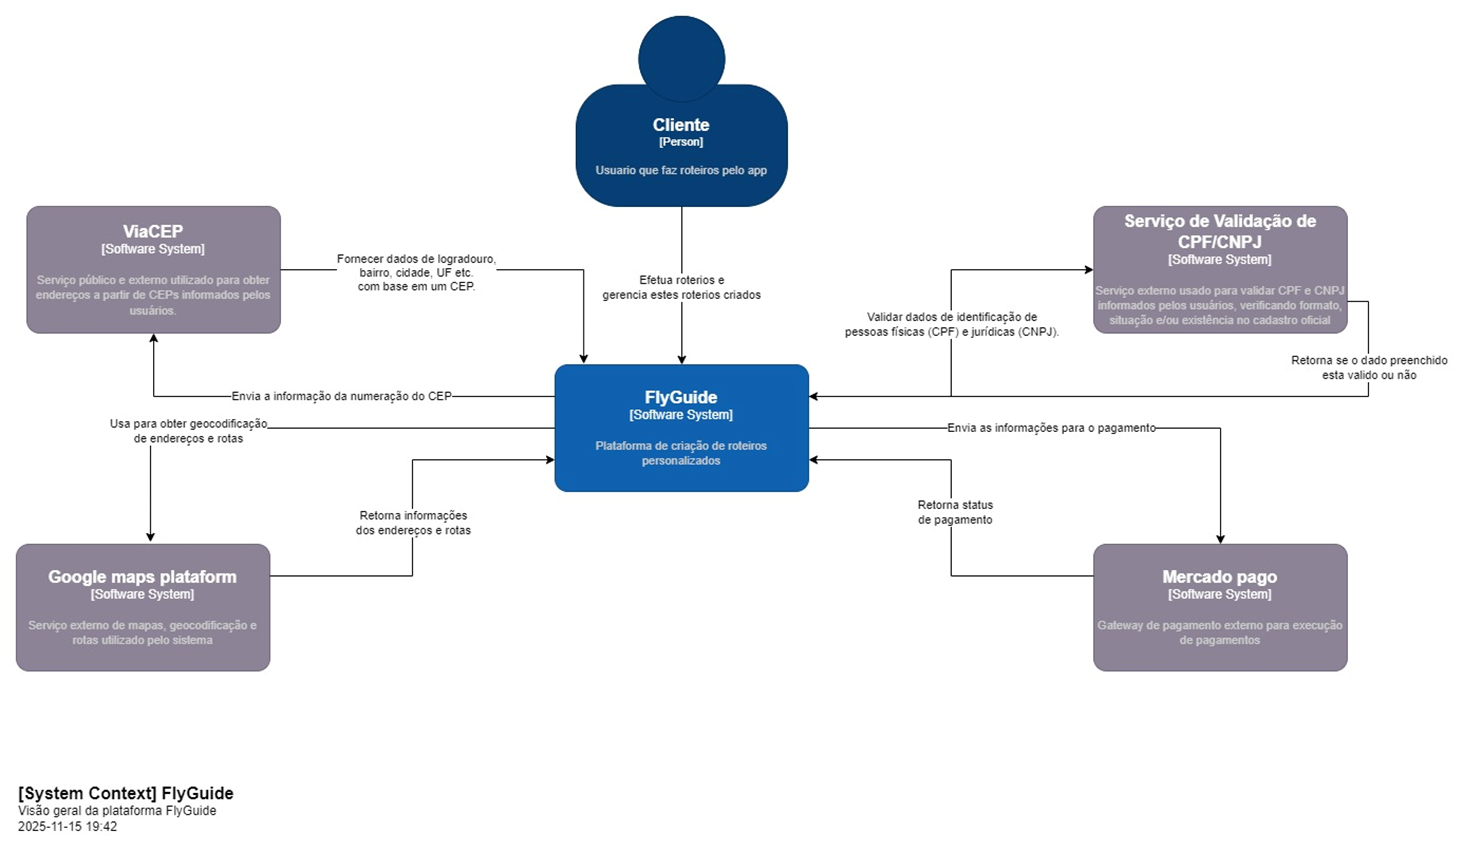 Cliente
[Person]
Usuario que faz roteiros pelo app
ViaCEP
[Software System]
Serviço público e externo utilizado para obter
endereços a partir de CEPs informados pelos
usuários.
Fornecer dados de logradouro,
bairro, cidade, UF etc.
com base em um CEP.
Efetua roterios e
gerencia estes roterios criados
Serviço de Validação de
CPF/CNPJ
[Software System]
Serviço externo usado para validar CPF e CNPJ
informados pelos usuários, verificando formato,
situação e/ou existência no cadastro oficial
Validar dados de identificação de
pessoas físicas (CPF) e jurídicas (CNPJ).
Retorna se o dado preenchido
esta valido ou não
Envia a informação da numeração do CEP
FlyGuide
[Software System]
Plataforma de criação de roteiros
personalizados
Usa para obter geocodificação
de endereços e rotas
Envia as informações para o pagamento
Retorna informações
dos endereços e rotas
Retorna status
de pagamento
Google maps plataform
[Software System]
Serviço externo de mapas, geocodificação e
rotas utilizado pelo sistema
Mercado pago
[Software System]
Gateway de pagamento externo para execução
de pagamentos
[System Context] FlyGuide
Visão geral da plataforma FlyGuide
2025-11-15 19:42